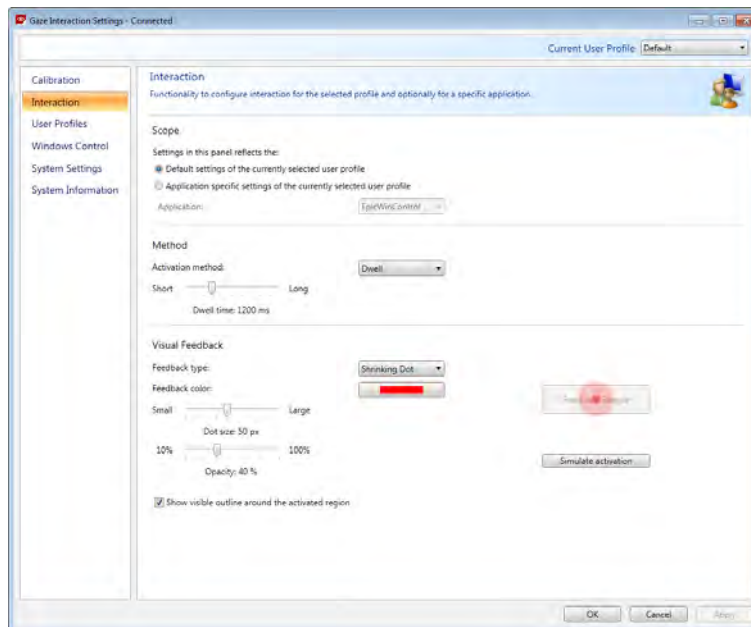 Gaze Interaction Settings - Connected
Current User Profile Default
Calibration
Interaction
User Profiles
Windows Control
System Settings
System Information
Interaction
Functionality to configure interaction for the selected profile and optionally for a specific application.
Scope
Settings in this panel reflects the:
Default settings of the currently selected user profile
Application specific settings of the currently selected user profile
Application: EpicWinControl
Method
Activation method: Dwell
Short Long
Dwell time: 1200 ms
Visual Feedback
Feedback type: Shrinking Dot
Feedback color:
Small Large
Dot size: 50 px
10% 100%
Opacity: 40 %
Simulate activation
Show visible outline around the activated region
OK Cancel Apply